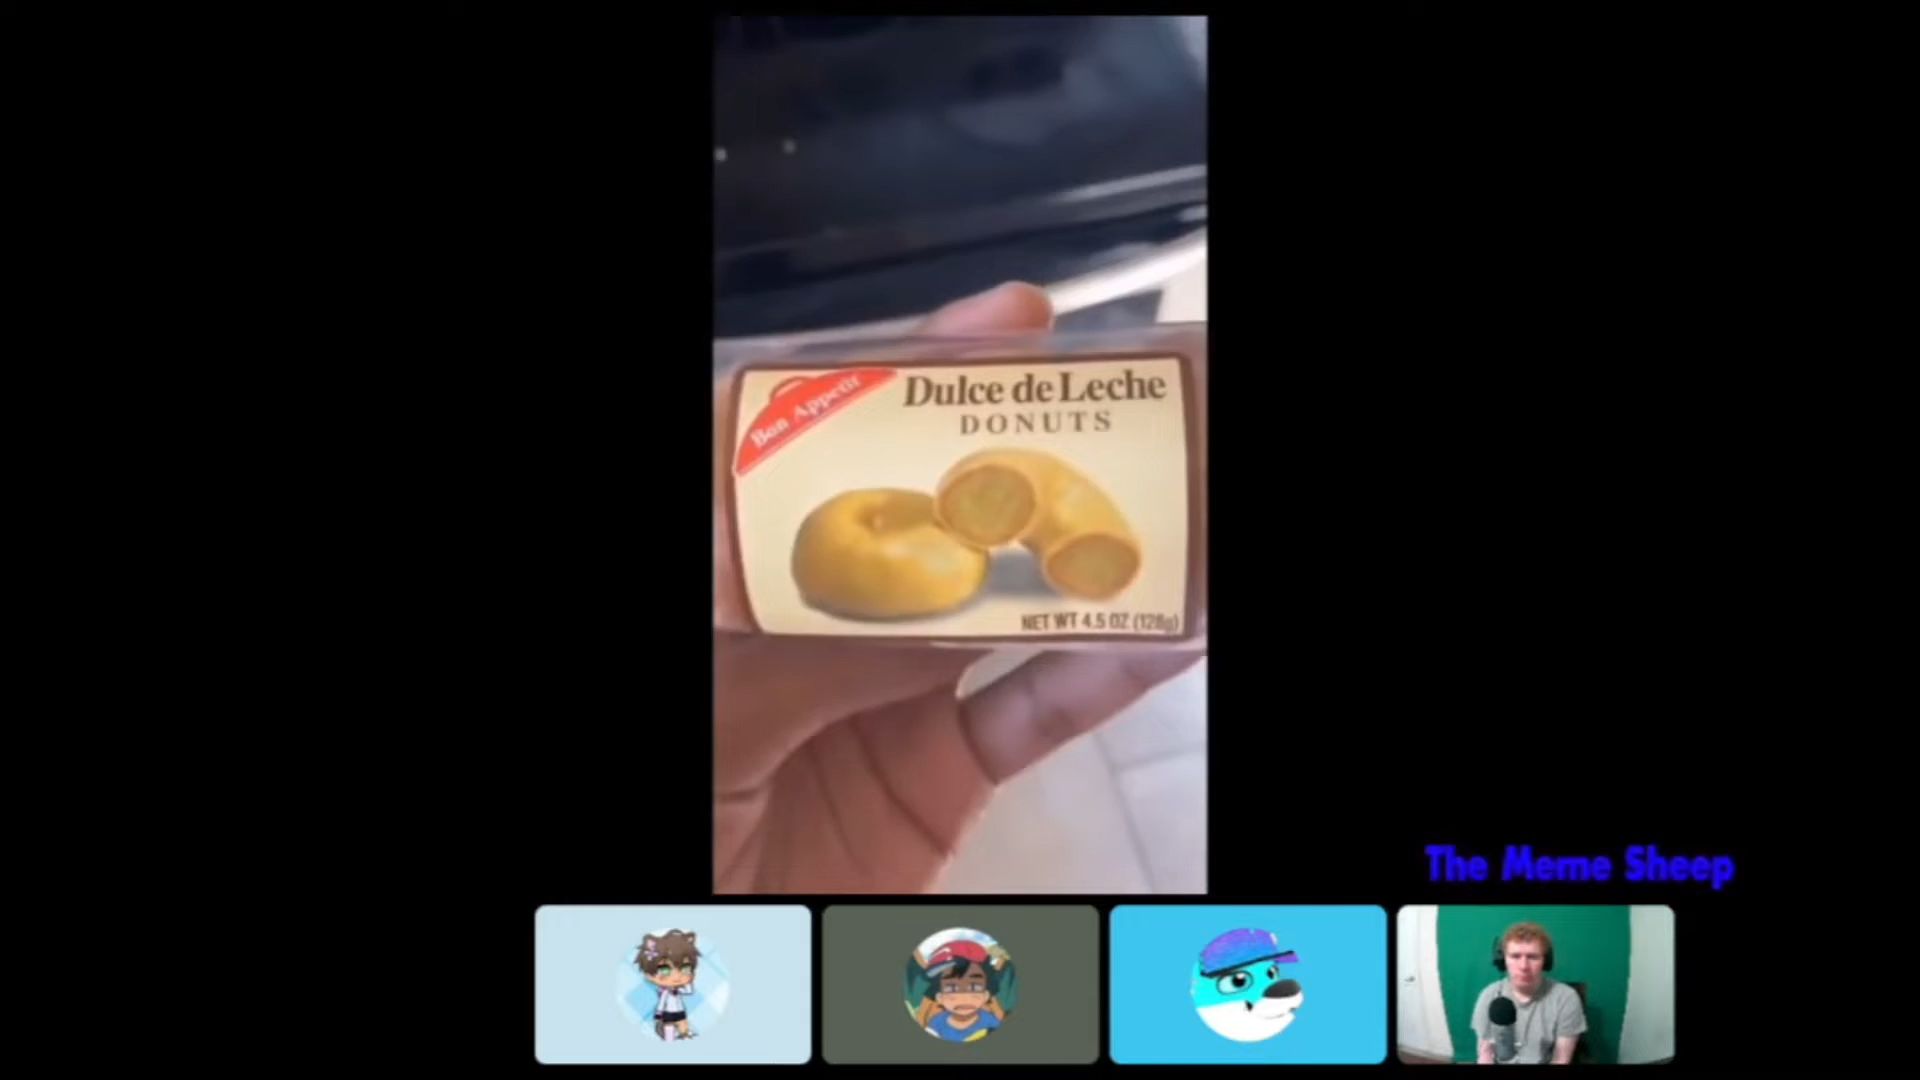 Bon Appetit
Dulce de Leche
DONUTS
NET WT 4.5 OZ (128g)
The Meme Sheep